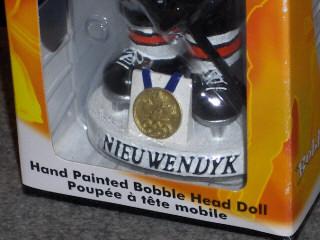 NIEUWENDYK
Hand Painted Bobble Head Doll
Poupée à tête mobile